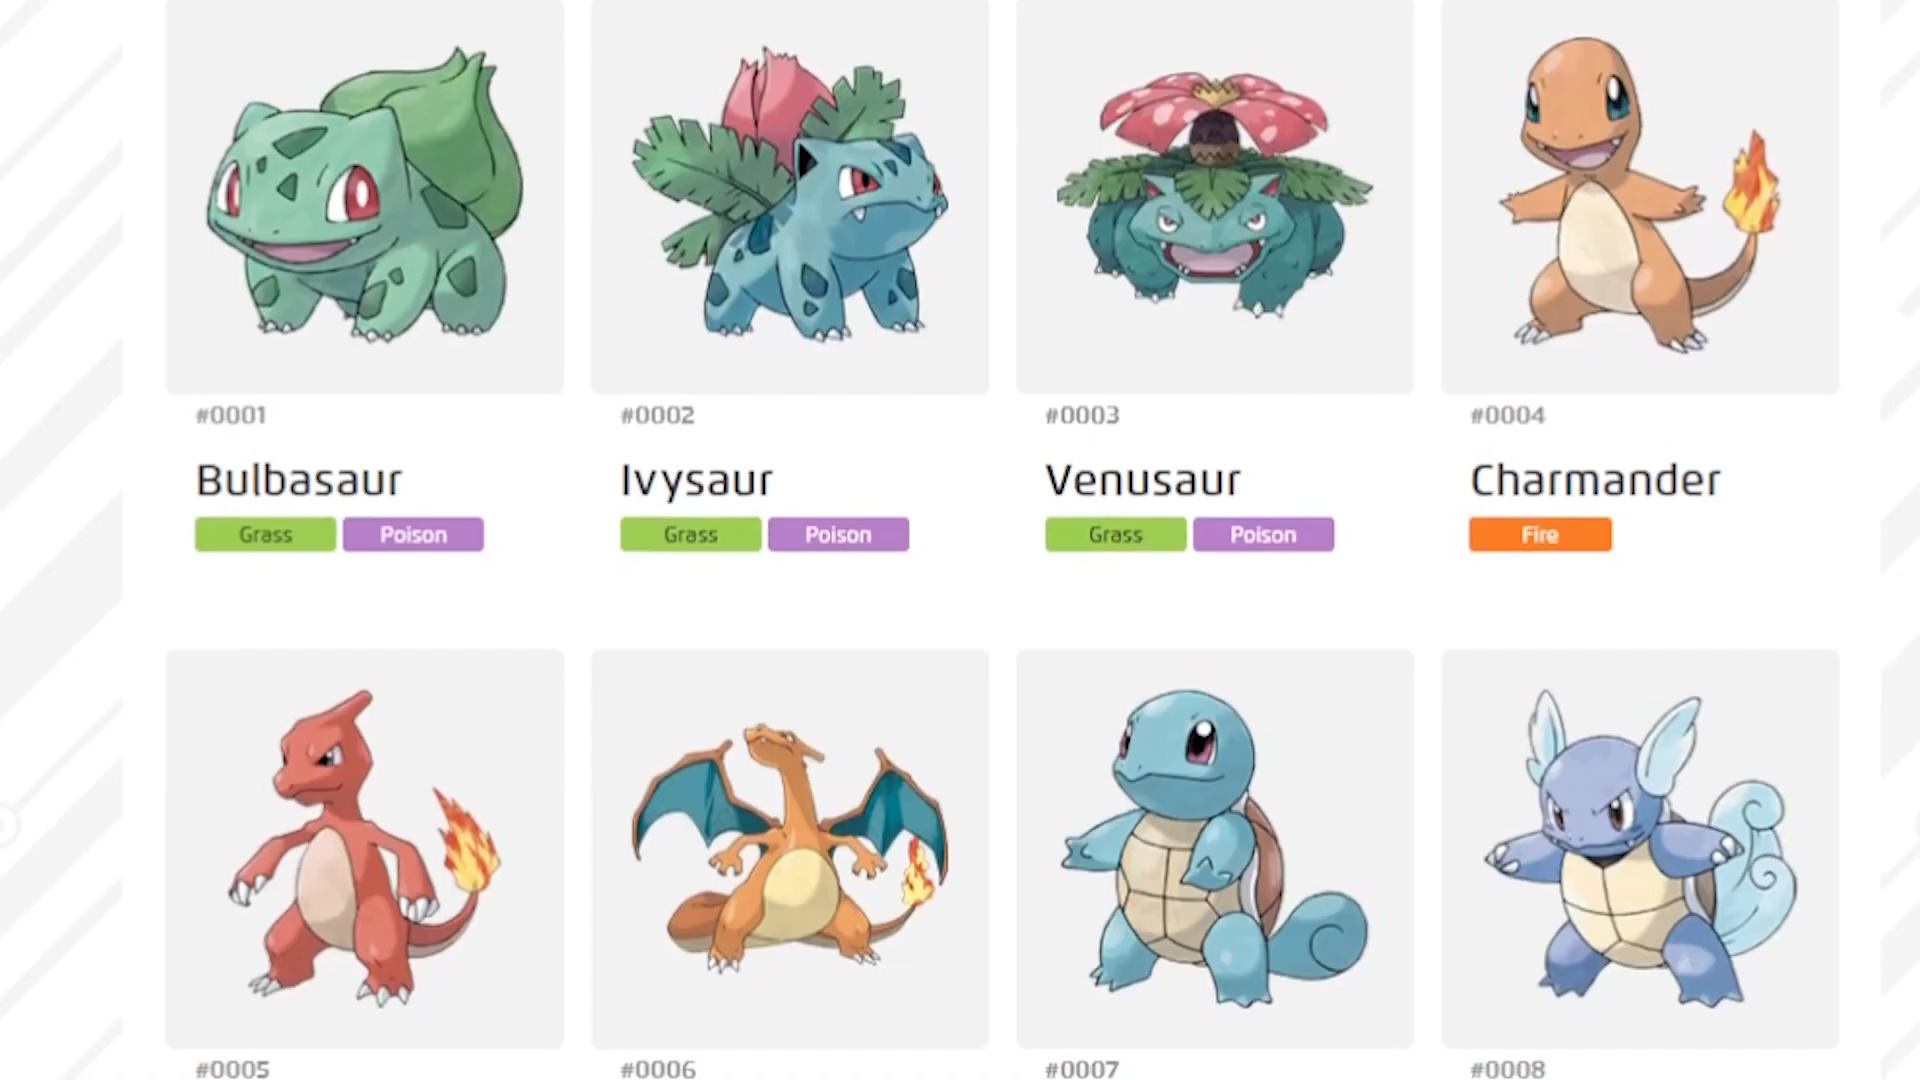 #0001
Bulbasaur
Grass Poison
#0002
Ivysaur
Grass Poison
#0003
Venusaur
Grass Poison
#0004
Charmander
Fire
#0005
#0006
#0007
#0008